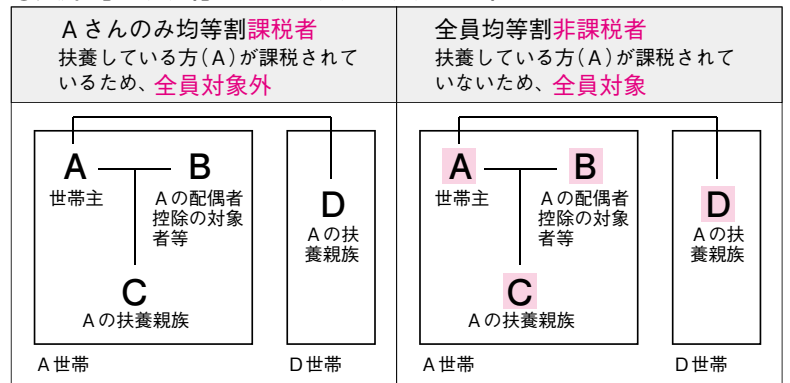 Aさんのみ均等割課税者
扶養している方(A)が課税されて
いるため、全員対象外
A
世帯主
B
Aの配偶者
控除の対象
者等
C
Aの扶養親族
D
Aの扶
養親族
A世帯
D世帯
全員均等割非課税者
扶養している方(A)が課税されて
いないため、全員対象
A
世帯主
B
Aの配偶者
控除の対象
者等
C
Aの扶養親族
D
Aの扶
養親族
A世帯
D世帯